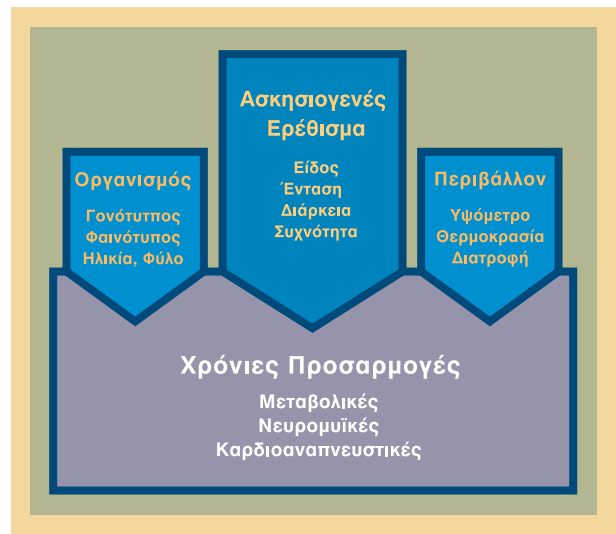 Ασκησιογενές
Ερέθισμα
Είδος
Ένταση
Διάρκεια
Συχνότητα
Οργανισμός
Γονότυτπος
Φαινότυπος
Ηλικία, Φύλο
Περιβάλλον
Υψόμετρο
Θερμοκρασία
Διατροφή
Χρόνιες Προσαρμογές
Μεταβολικές
Νευρομυϊκές
Καρδιοαναπνευστικές